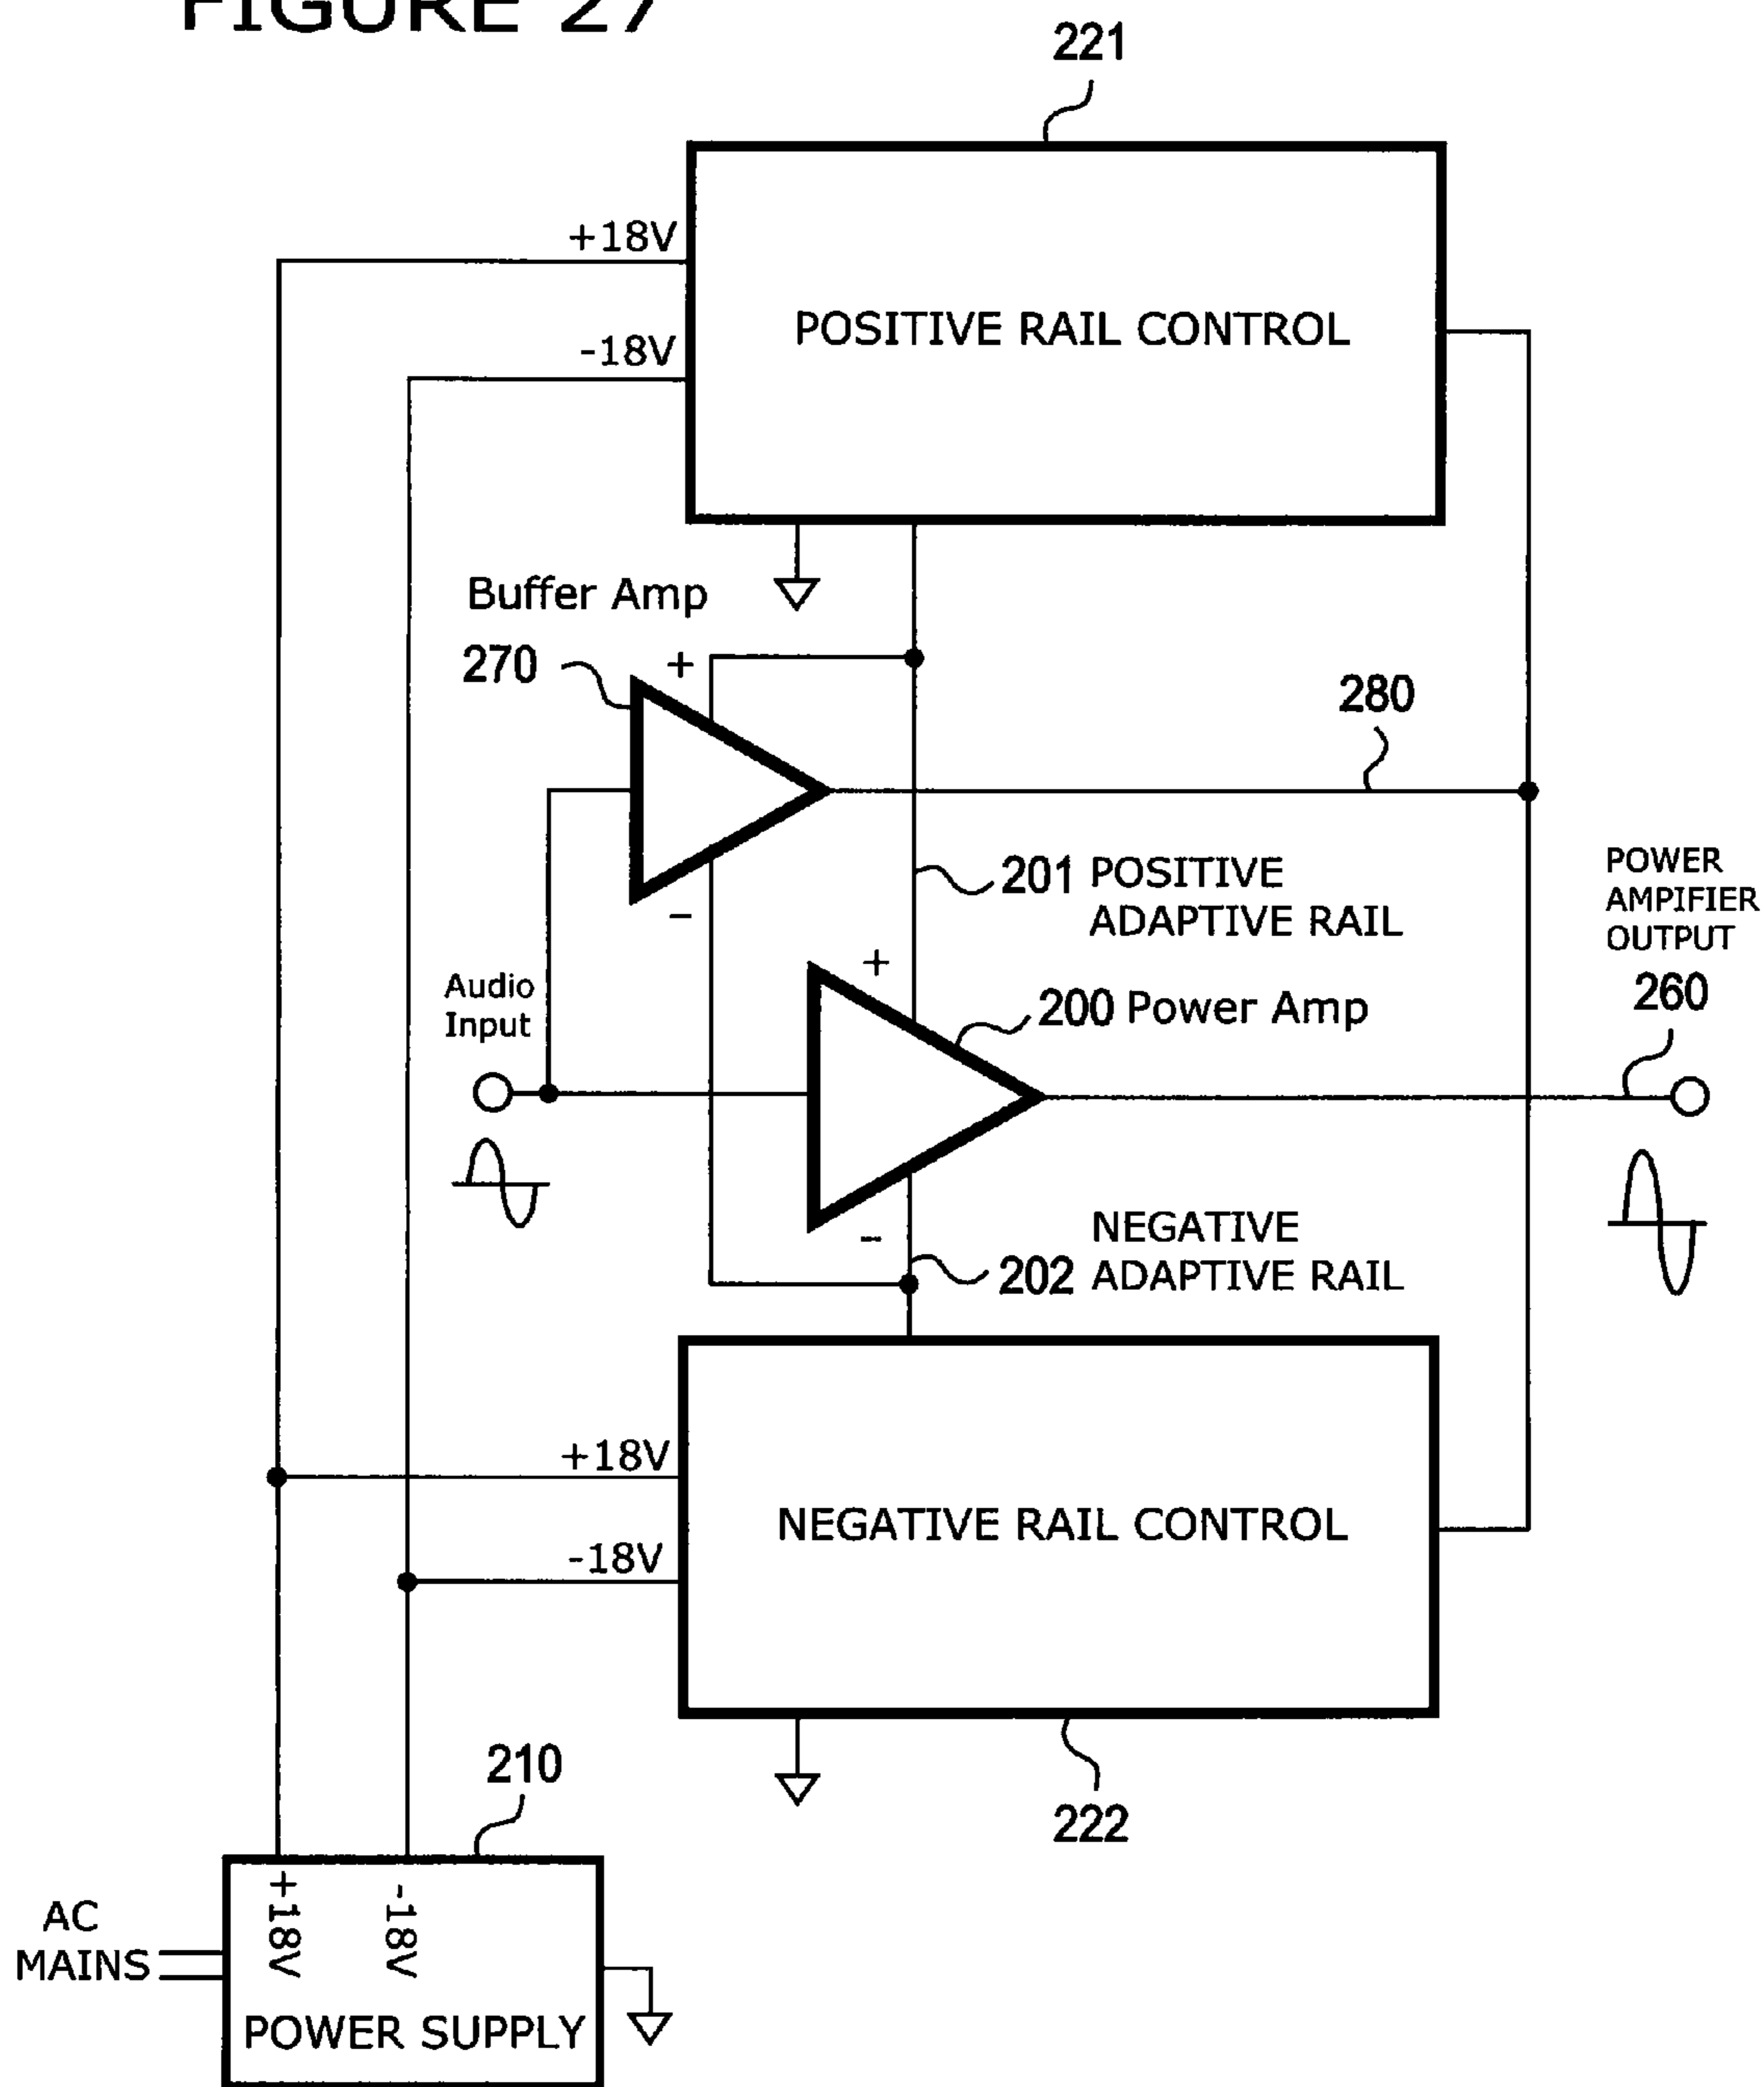 FIGURE 27
221
+18V
-18V
POSITIVE RAIL CONTROL
Buffer Amp
270
+
-
280
201 POSITIVE
ADAPTIVE RAIL
POWER
AMPIFIER
OUTPUT
260
Audio
Input
+
200 Power Amp
-
NEGATIVE
202 ADAPTIVE RAIL
+18V
-18V
NEGATIVE RAIL CONTROL
222
210
+18V
-18V
AC
MAINS
POWER SUPPLY